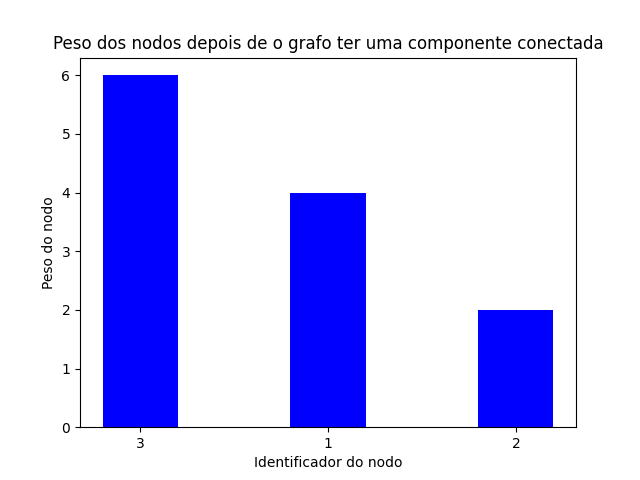 Peso dos nodos depois de o grafo ter uma componente conectada
6
5
4
3
2
1
0
Peso do nodo
3 1 2
Identificador do nodo